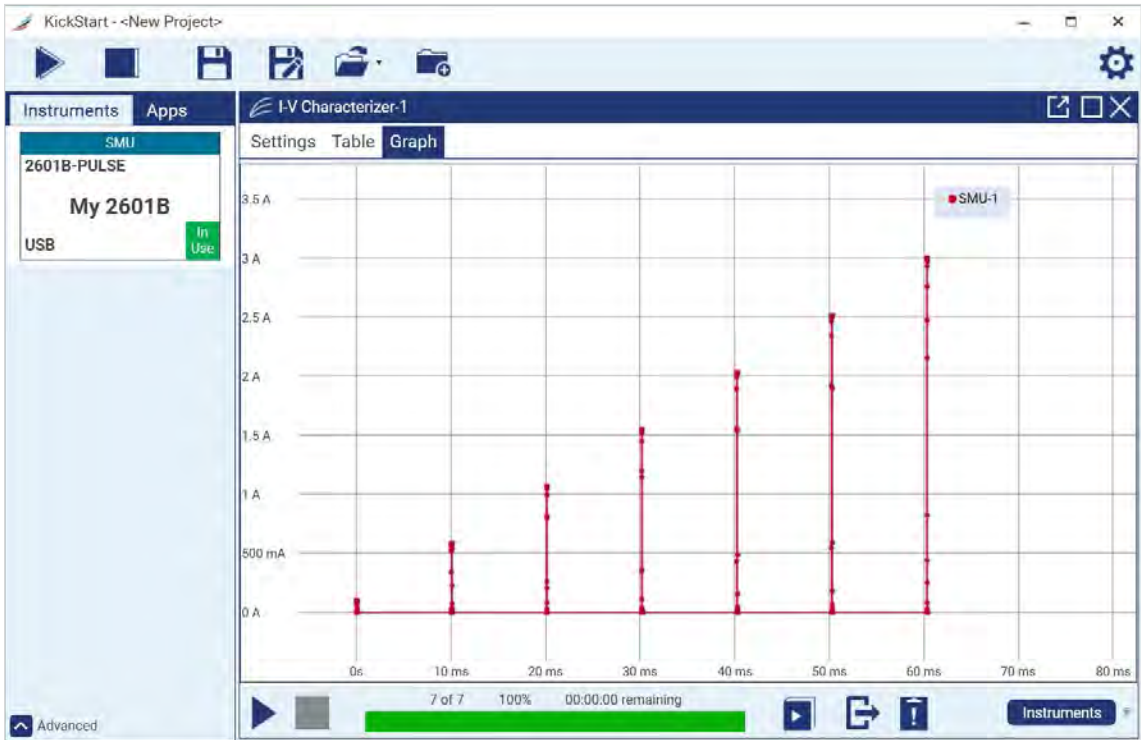 KickStart - <New Project>
Instruments Apps
SMU
2601B-PULSE
My 2601B
USB
In
Use
Advanced
I-V Characterizer-1
Settings Table Graph
SMU-1
3.5 A
3 A
2.5 A
2 A
1.5 A
1 A
500 mA
0 A
0s 10 ms 20 ms 30 ms 40 ms 50 ms 60 ms 70 ms 80 ms
7 of 7 100% 00:00:00 remaining
Instruments